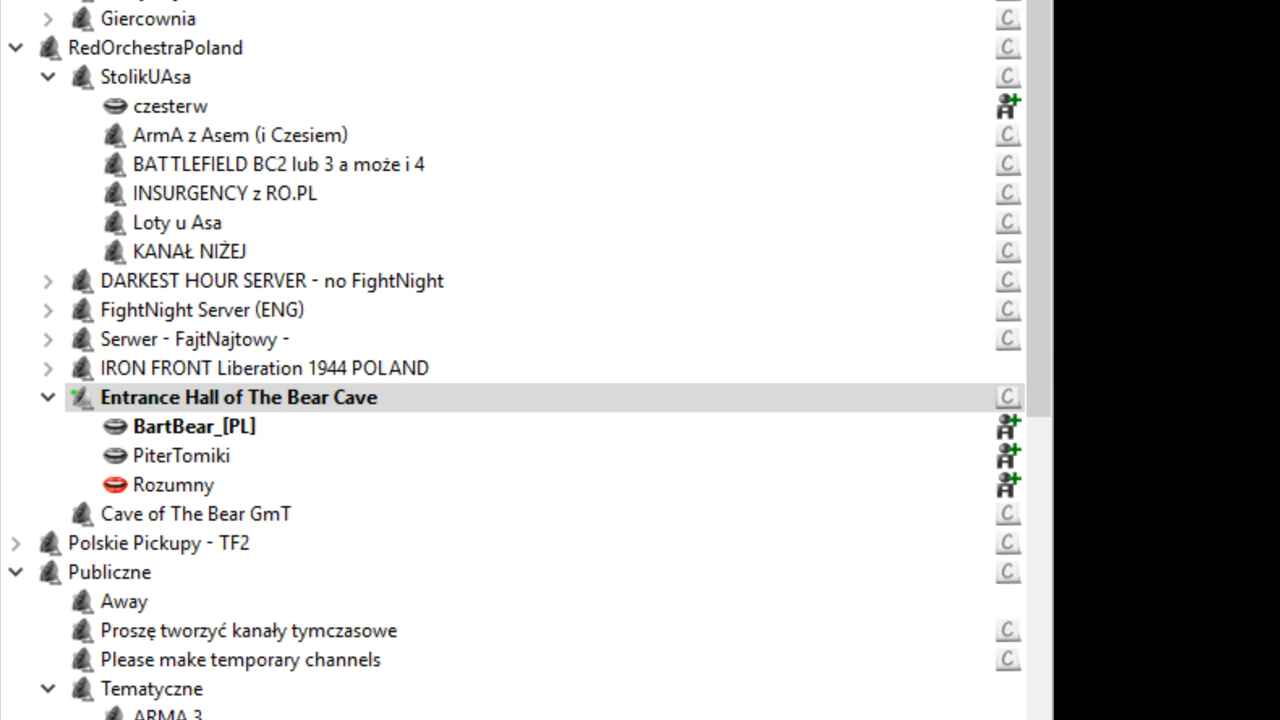 Giercownia
RedOrchestraPoland
StolikUAsa
czesterw
ArmA z Asem (i Czesiem)
BATTLEFIELD BC2 lub 3 a może i 4
INSURGENCY z RO.PL
Loty u Asa
KANAŁ NIŻEJ
DARKEST HOUR SERVER - no FightNight
FightNight Server (ENG)
Serwer - FajtNajtowy -
IRON FRONT Liberation 1944 POLAND
Entrance Hall of The Bear Cave
BartBear_[PL]
PiterTomiki
Rozumny
Cave of The Bear GmT
Polskie Pickupy - TF2
Publiczne
Away
Proszę tworzyć kanały tymczasowe
Please make temporary channels
Tematyczne
ARMA 3